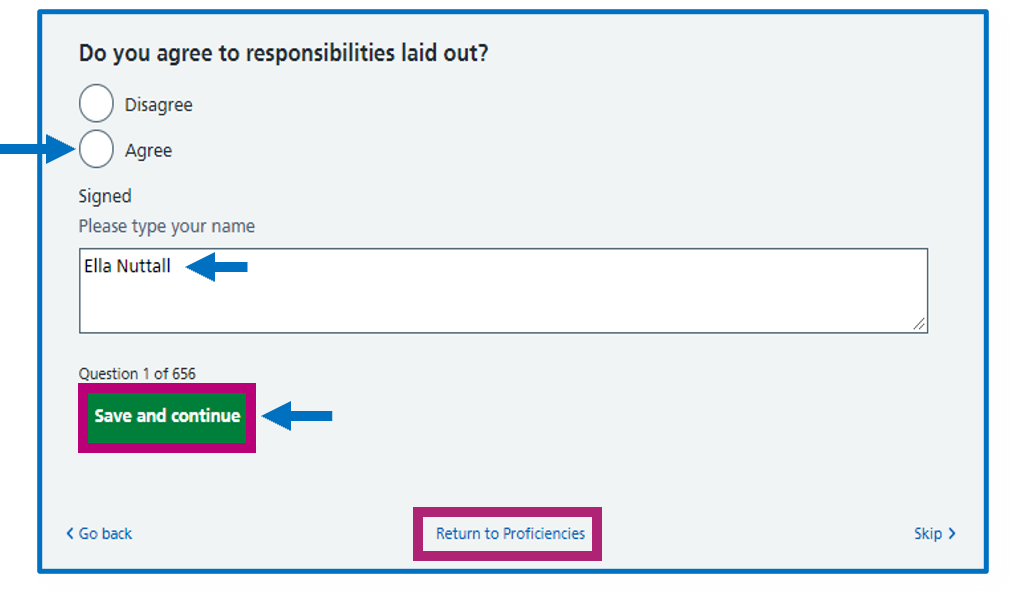 Do you agree to responsibilities laid out?
Disagree
Agree
Signed
Please type your name
Ella Nuttall
Question 1 of 656
Save and continue
Go back
Return to Proficiencies
Skip